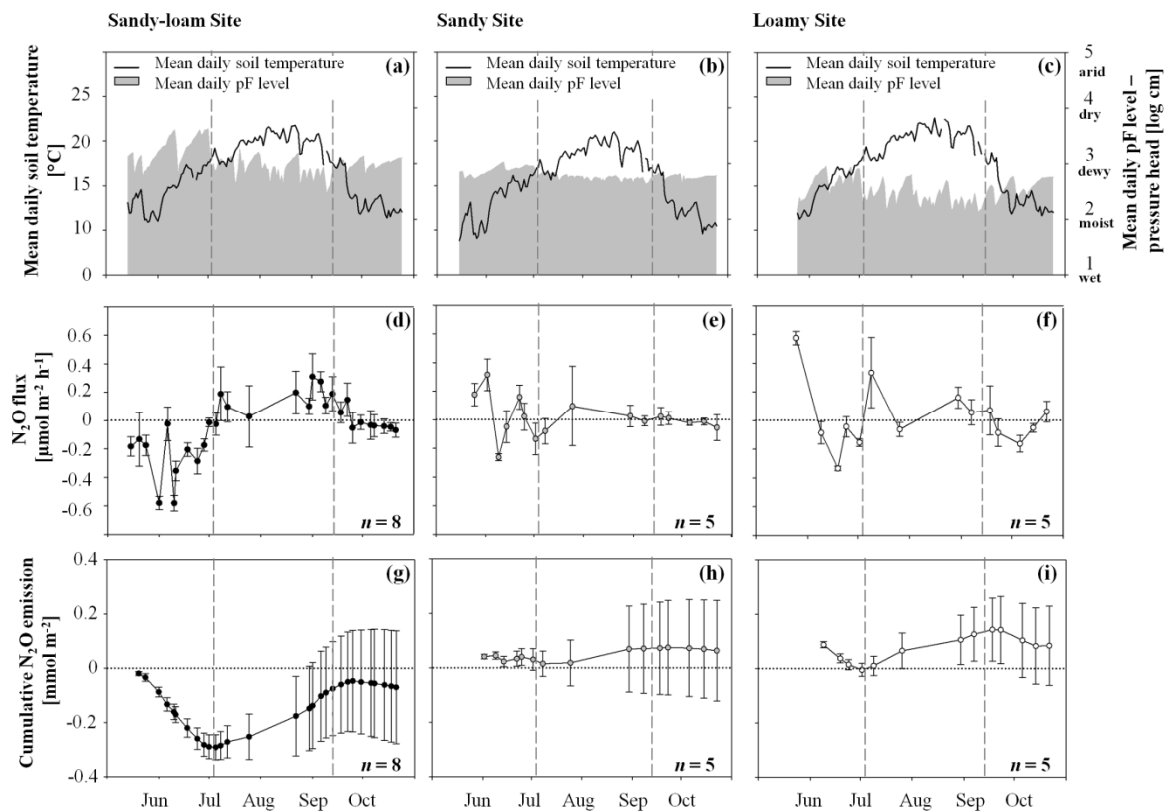 Sandy-loam Site
Sandy Site
Loamy Site
Mean daily soil temperature
[°C]
30
25
20
15
10
0
Mean daily soil temperature
Mean daily pF level
(a)
Mean daily soil temperature
Mean daily pF level
(b)
Mean daily soil temperature
Mean daily pF level
(c)
5
arid
4
dry
3
dewy
2
moist
1
wet
Mean daily pF level –
pressure head [log cm]
N₂O flux
[µmol m⁻² h⁻¹]
0.6
0.4
0.2
0
-0.2
-0.4
-0.6
(d)
n = 8
(e)
n = 5
(f)
n = 5
Cumulative N₂O emission
[mmol m⁻²]
0.4
0.2
0
-0.2
-0.4
(g)
n = 8
(h)
n = 5
(i)
n = 5
Jun Jul Aug Sep Oct
Jun Jul Aug Sep Oct
Jun Jul Aug Sep Oct